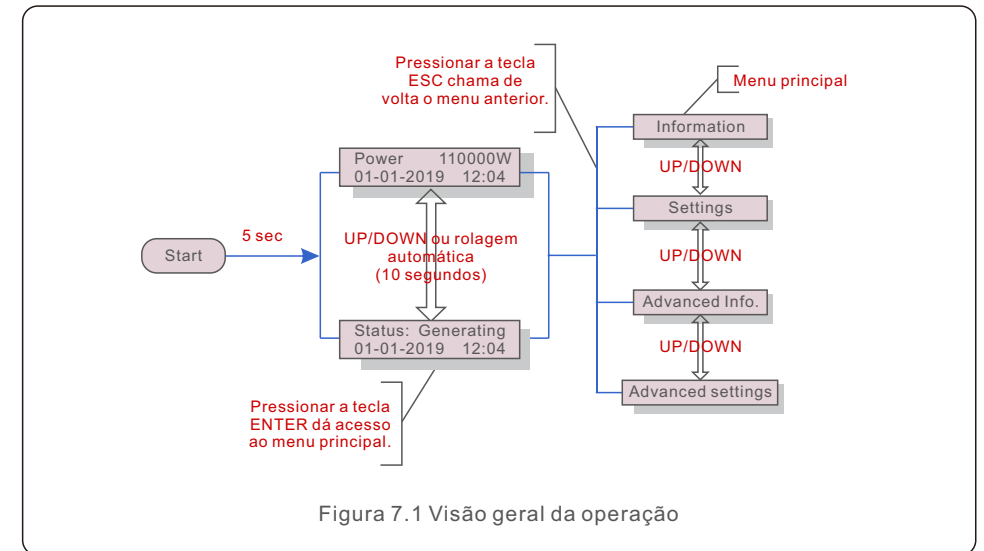 Pressionar a tecla
ESC chama de
volta o menu anterior.
Menu principal
Information
UP/DOWN
Settings
UP/DOWN
Advanced Info.
UP/DOWN
Advanced settings
Power 110000W
01-01-2019 12:04
5 sec
Start
UP/DOWN ou rolagem
automática
(10 segundos)
Status: Generating
01-01-2019 12:04
Pressionar a tecla
ENTER dá acesso
ao menu principal.
Figura 7.1 Visão geral da operação